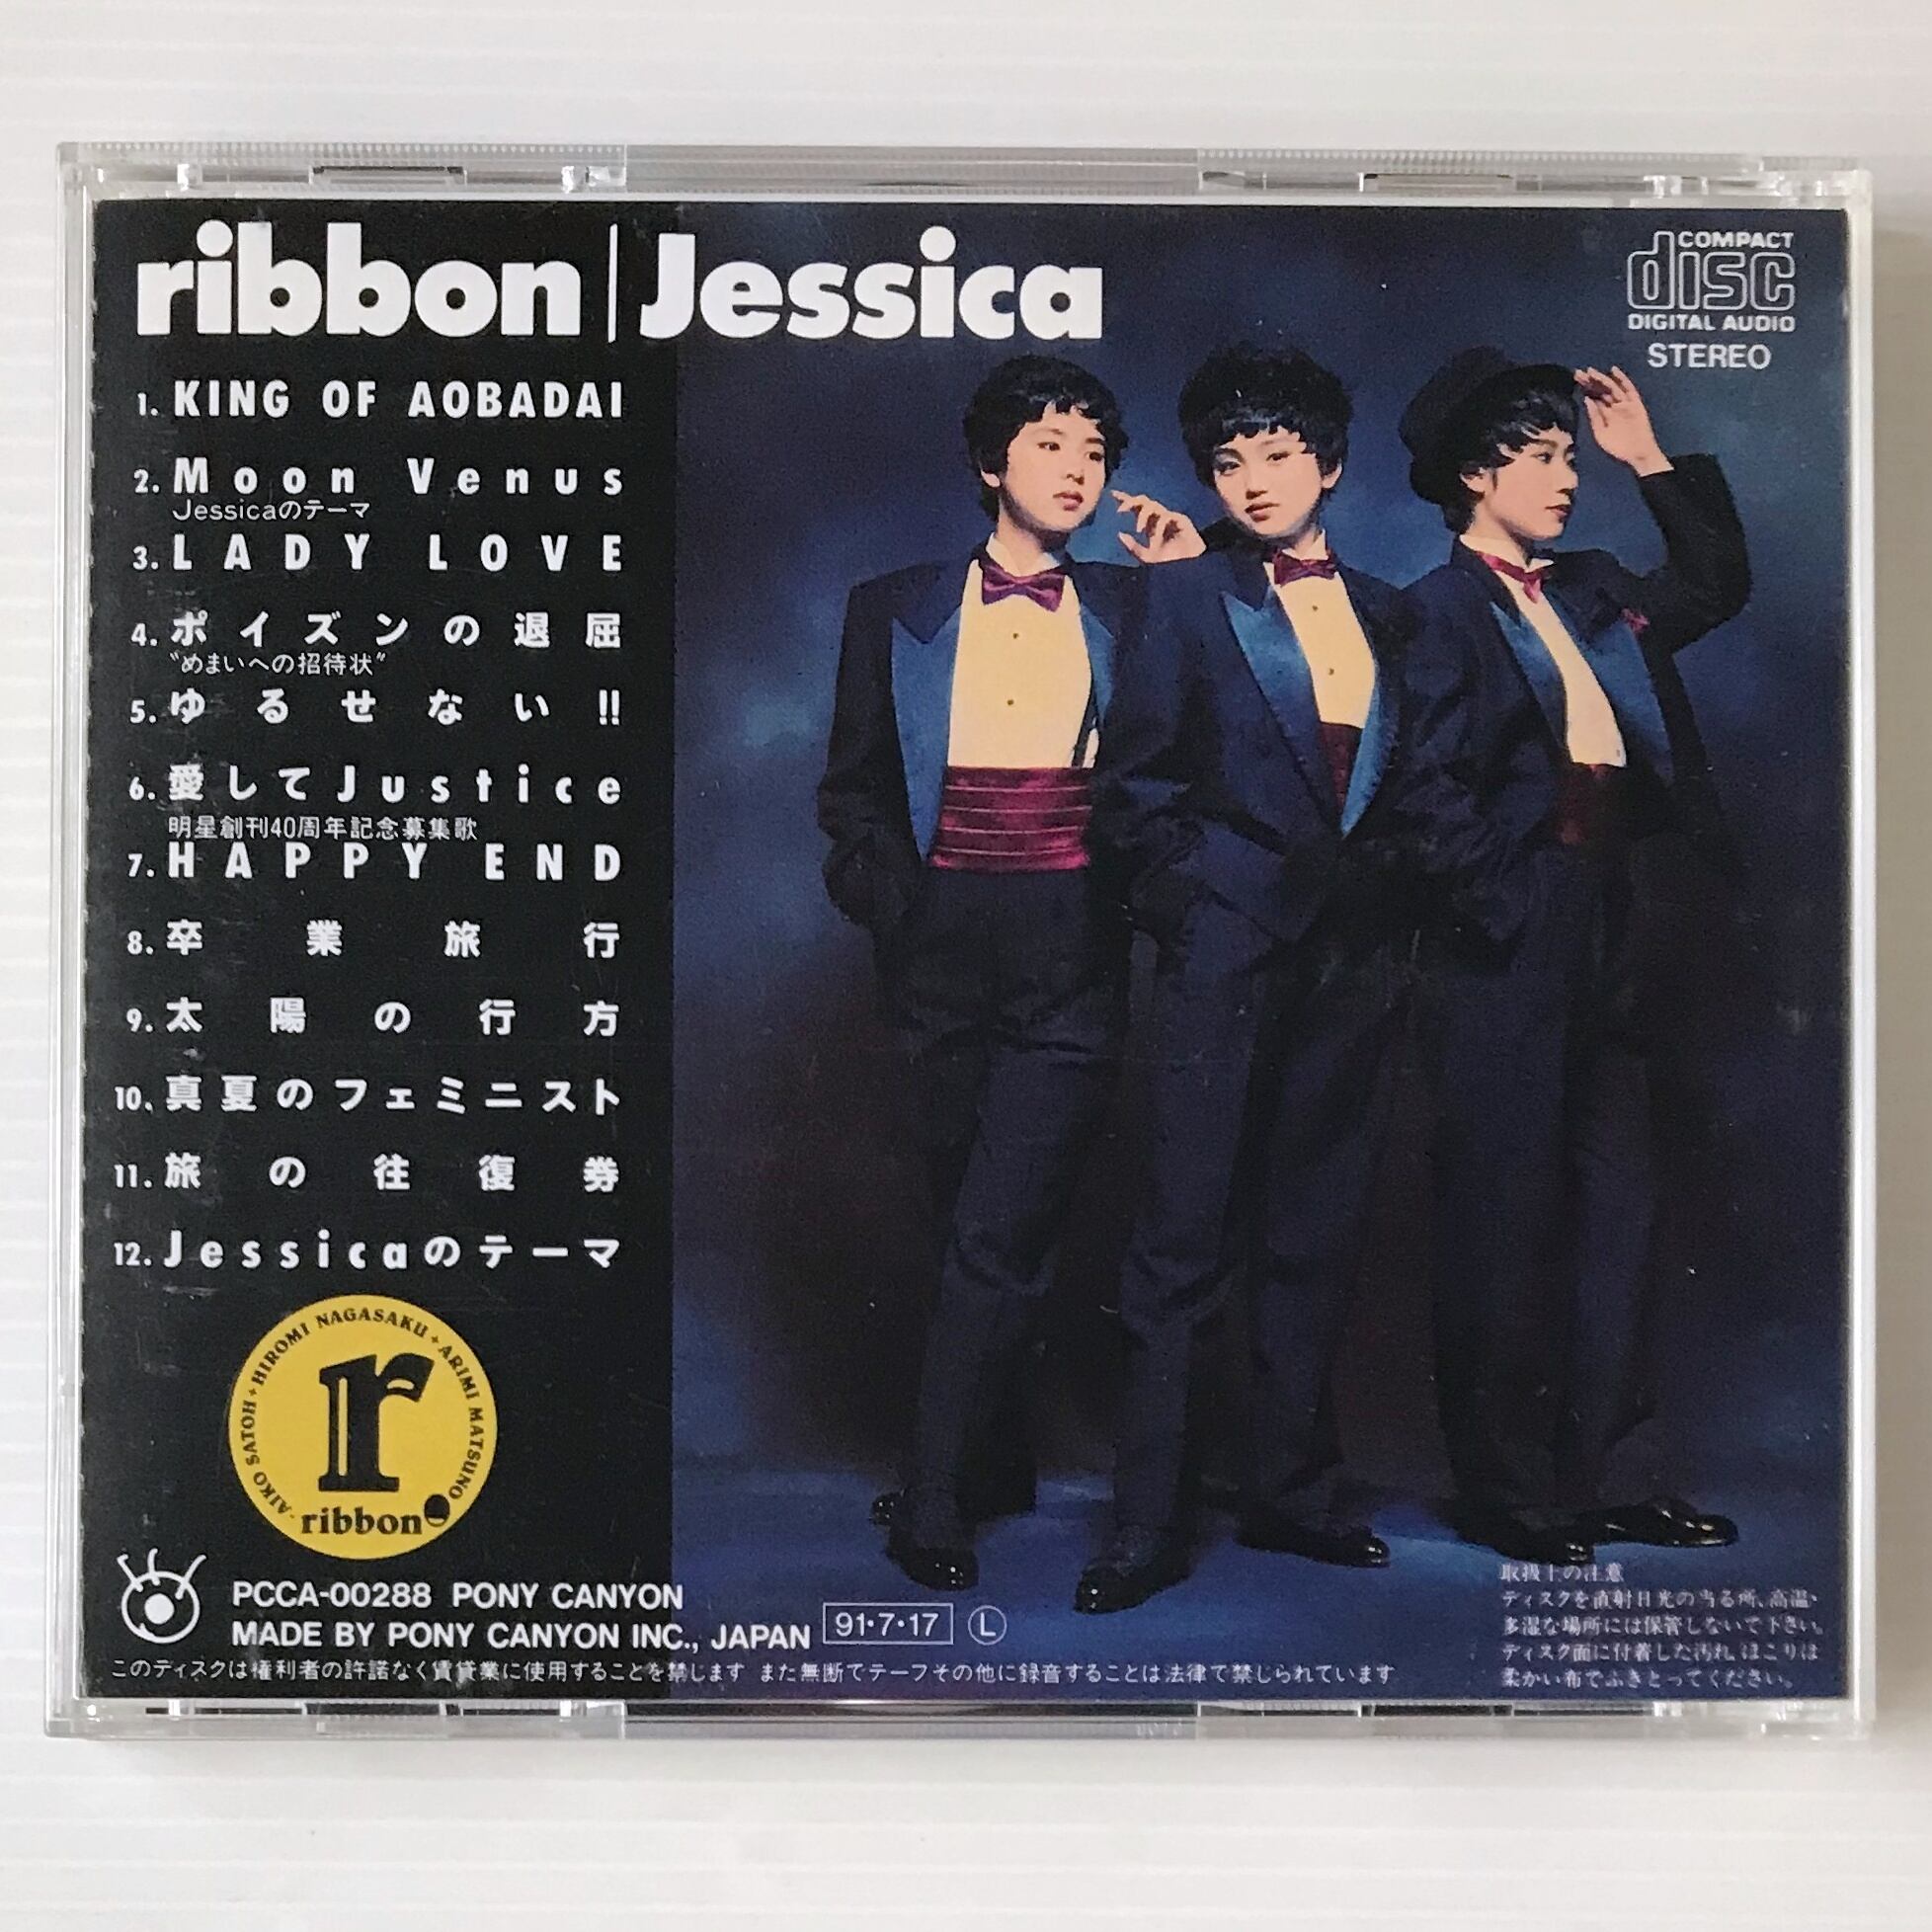 ribbon | Jessica
COMPACT
disc
DIGITAL AUDIO
STEREO
1. KING OF AOBADAI
2. Moon Venus
Jessicaのテーマ
3. LADY LOVE
4. ポイズンの退屈
"めまいへの招待状"
5. ゆるせない!!
6. 愛してJustice
明星創刊40周年記念募集歌
7. HAPPY END
8. 卒業旅行
9. 太陽の行方
10. 真夏のフェミニスト
11. 旅の往復券
12. Jessicaのテーマ
AIKO SATOH + HIROMI NAGASAKU + ARIMI MATSUNO
r
ribbon
PCCA-00288 PONY CANYON
MADE BY PONY CANYON INC., JAPAN 91・7・17 L
このディスクは権利者の許諾なく賃貸業に使用することを禁じます また無断でテープその他に録音することは法律で禁じられています
取扱上の注意
ディスクを直射日光の当る所、高温・
多湿な場所には保管しないで下さい。
ディスク面に付着した汚れ、ほこりは
柔かい布でふきとってください。